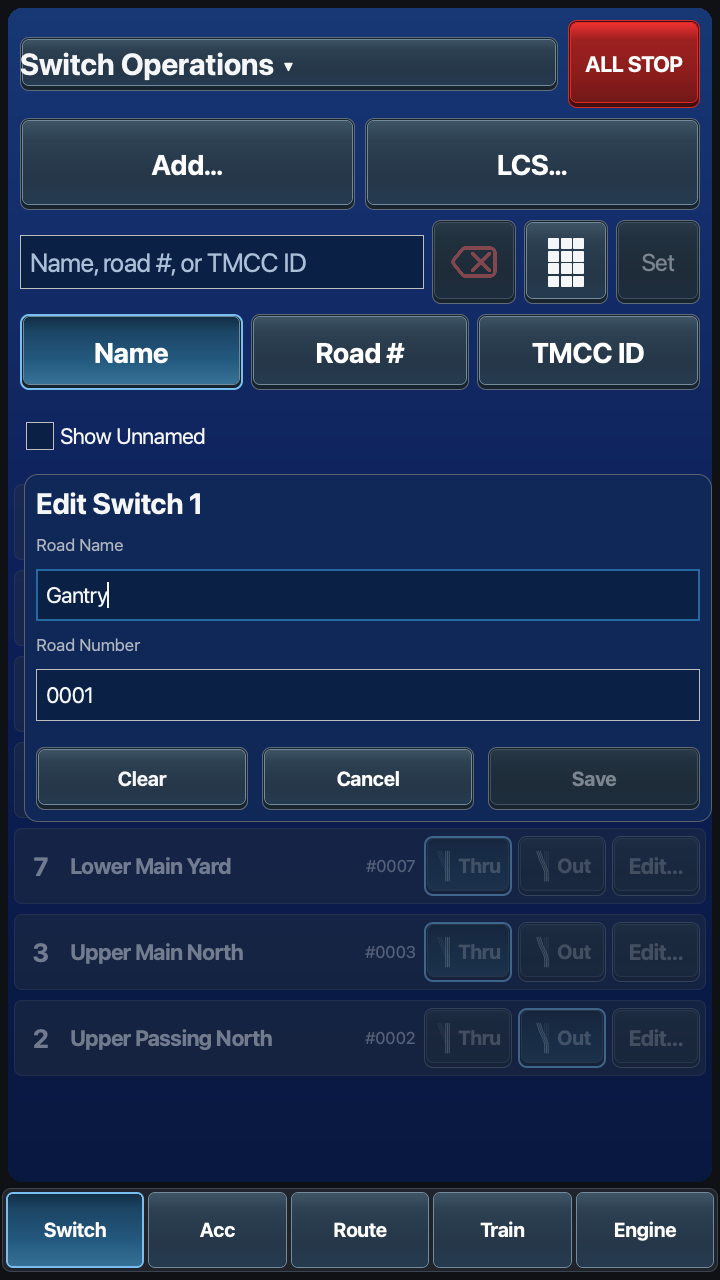 Switch Operations ▼
ALL STOP
Add...
LCS...
Name, road #, or TMCC ID
Set
Name
Road #
TMCC ID
Show Unnamed
Edit Switch 1
Road Name
Gantry
Road Number
0001
Clear
Cancel
Save
7 Lower Main Yard #0007 Thru Out Edit...
3 Upper Main North #0003 Thru Out Edit...
2 Upper Passing North #0002 Thru Out Edit...
Switch
Acc
Route
Train
Engine